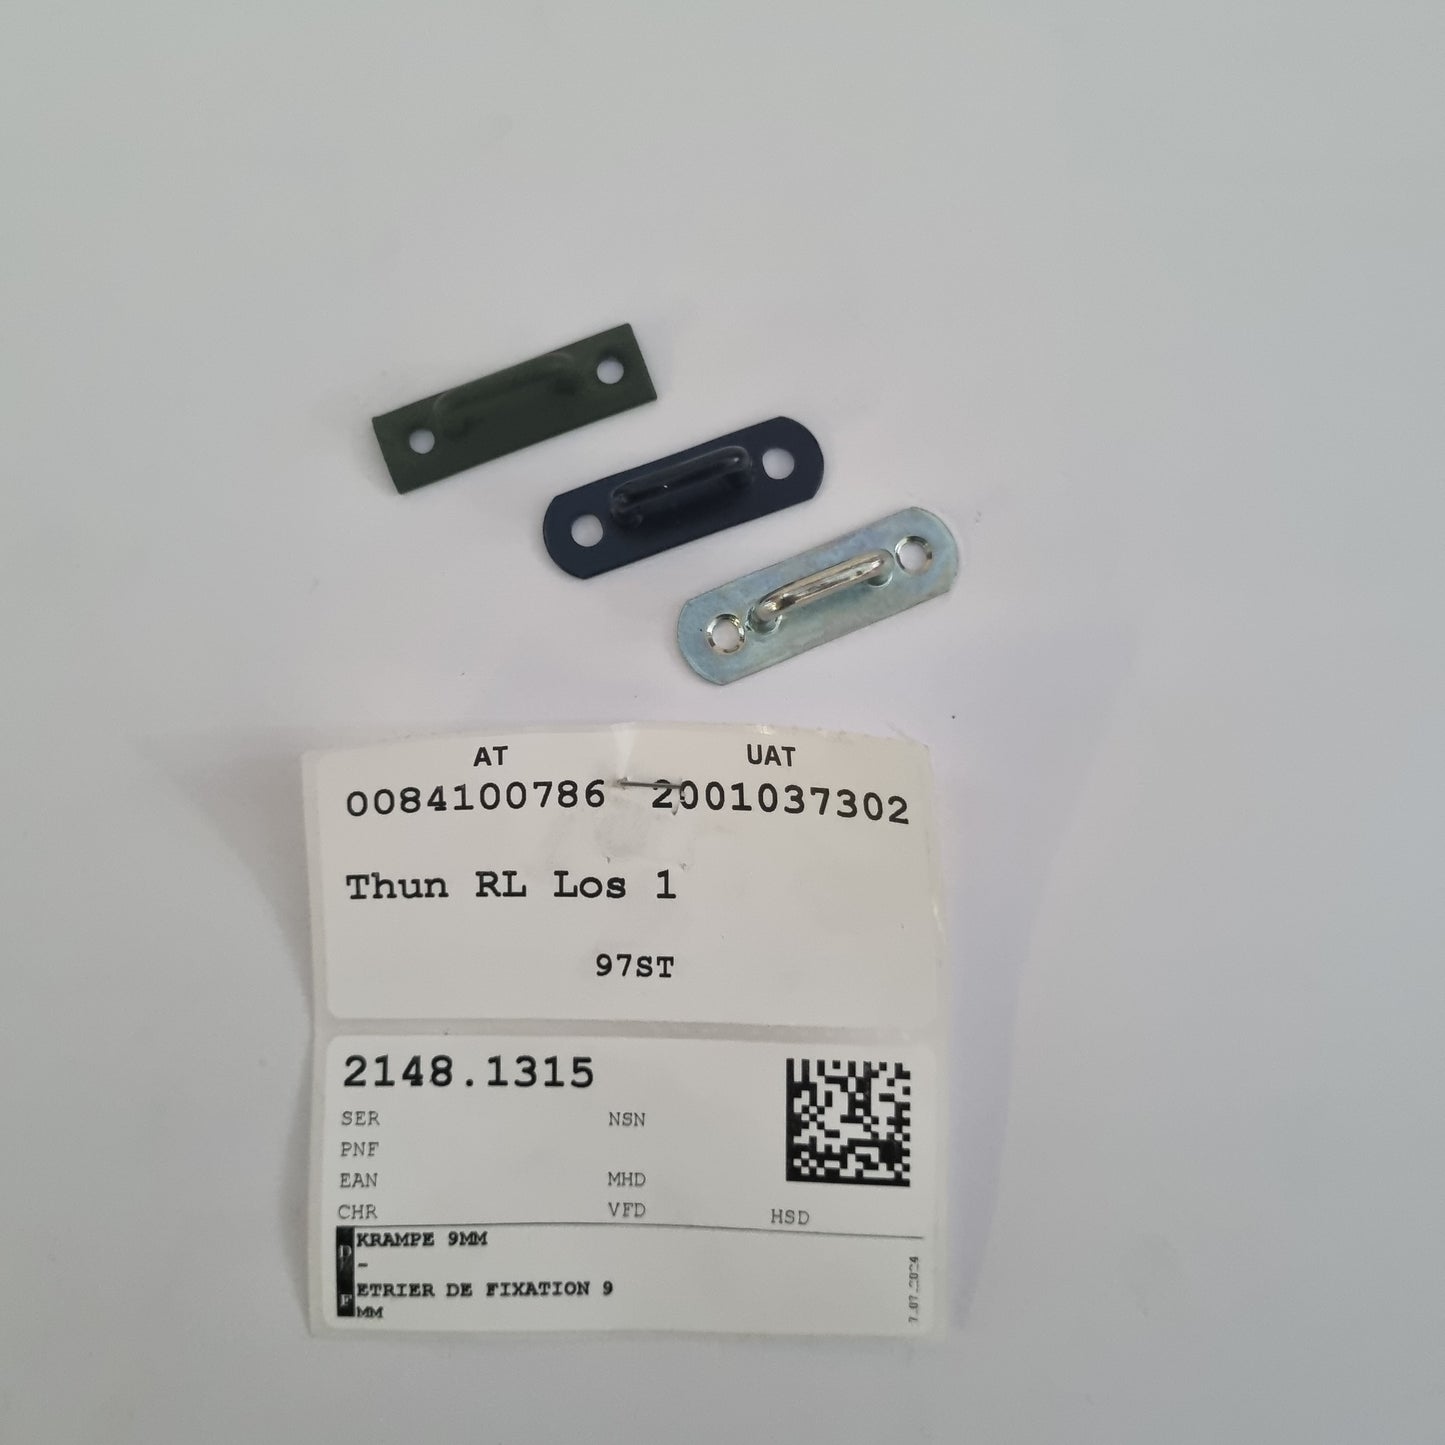 AT UAT
0084100786 2001037302
Thun RL Los 1
97ST
2148.1315
SER NSN
PNF
EAN MHD
CHR VFD HSD
D KRAMPE 9MM
-
F ETRIER DE FIXATION 9
MM